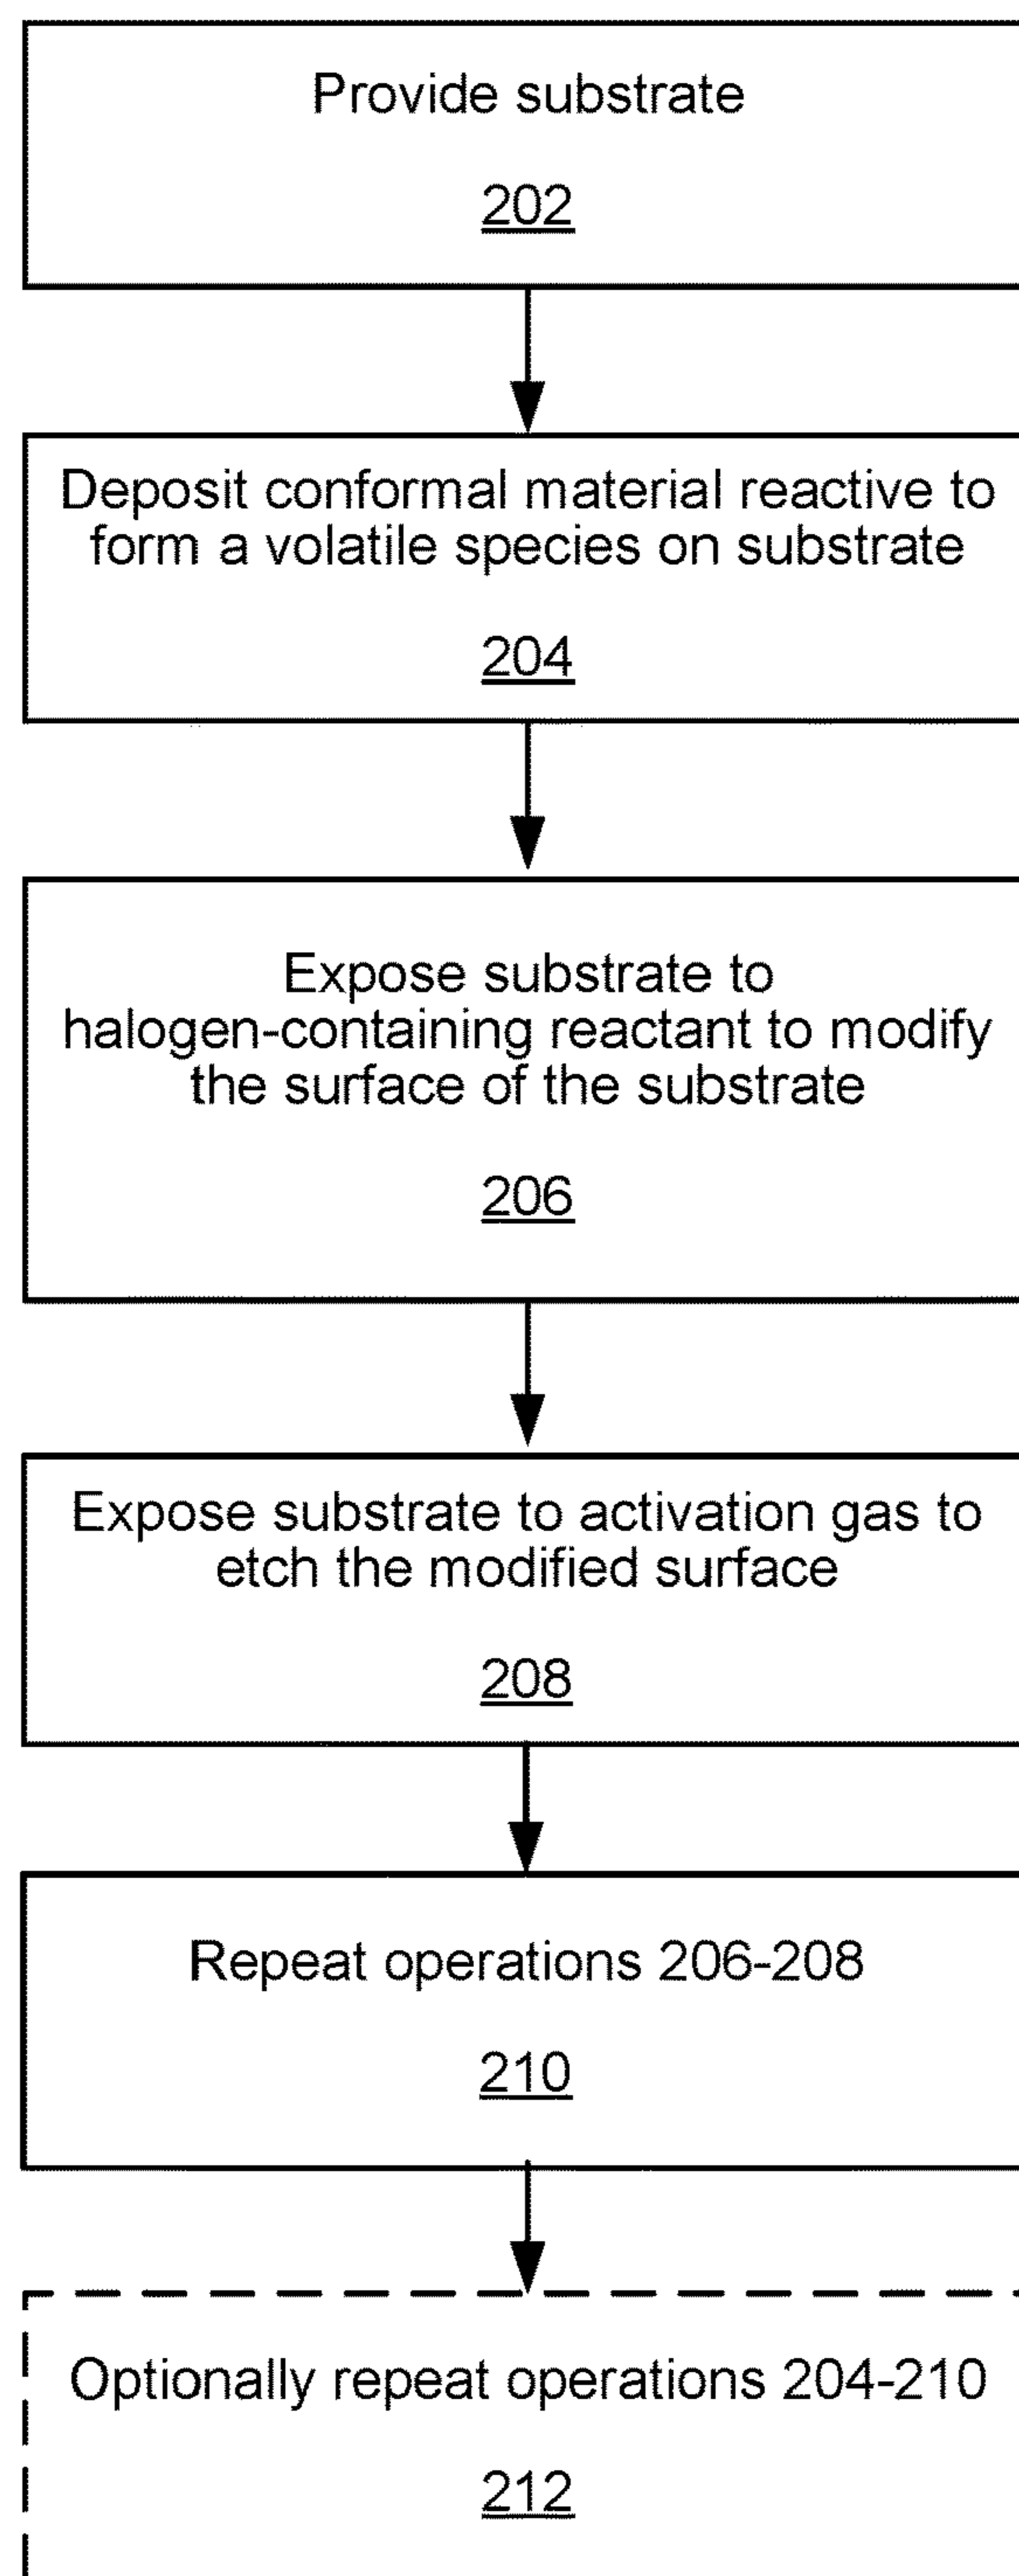 Provide substrate
202
Deposit conformal material reactive to
form a volatile species on substrate
204
Expose substrate to
halogen-containing reactant to modify
the surface of the substrate
206
Expose substrate to activation gas to
etch the modified surface
208
Repeat operations 206-208
210
Optionally repeat operations 204-210
212